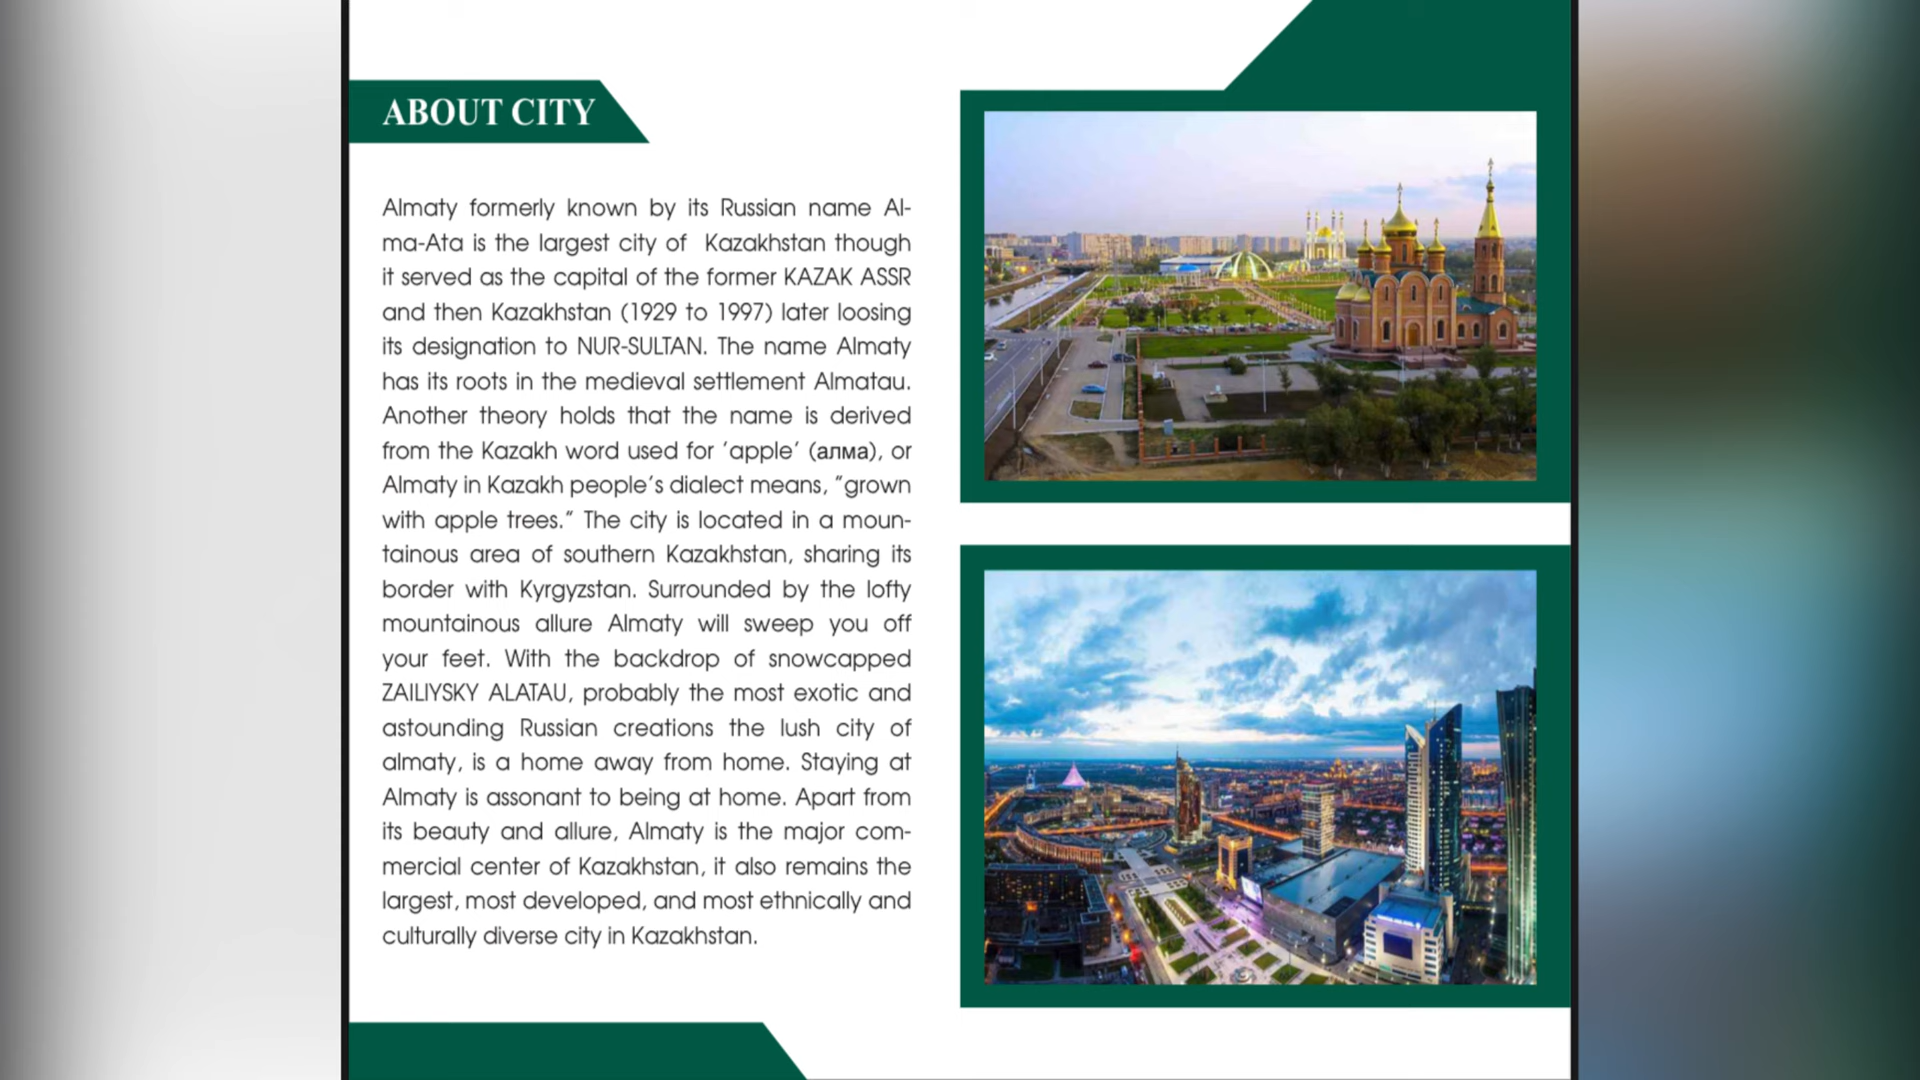 ABOUT CITY
Almaty formerly known by its Russian name Al-
ma-Ata is the largest city of Kazakhstan though
it served as the capital of the former KAZAK ASSR
and then Kazakhstan (1929 to 1997) later loosing
its designation to NUR-SULTAN. The name Almaty
has its roots in the medieval settlement Almatau.
Another theory holds that the name is derived
from the Kazakh word used for 'apple' (алма), or
Almaty in Kazakh people's dialect means, "grown
with apple trees." The city is located in a moun-
tainous area of southern Kazakhstan, sharing its
border with Kyrgyzstan. Surrounded by the lofty
mountainous allure Almaty will sweep you off
your feet. With the backdrop of snowcapped
ZAILIYSKY ALATAU, probably the most exotic and
astounding Russian creations the lush city of
almaty, is a home away from home. Staying at
Almaty is assonant to being at home. Apart from
its beauty and allure, Almaty is the major com-
mercial center of Kazakhstan, it also remains the
largest, most developed, and most ethnically and
culturally diverse city in Kazakhstan.